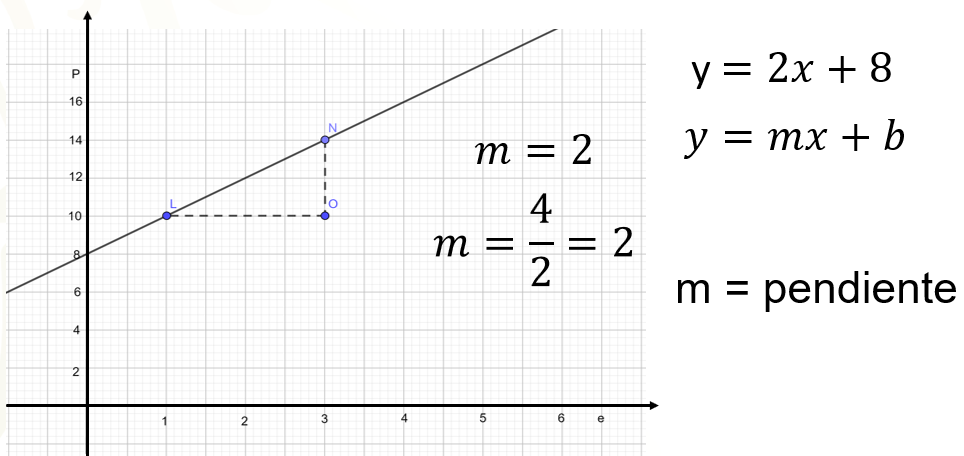 P
16
14
12
10
8
6
4
2
1 2 3 4 5 6 e
L
N
O
m = 2
m = 4/2 = 2
y = 2x + 8
y = mx + b
m = pendiente